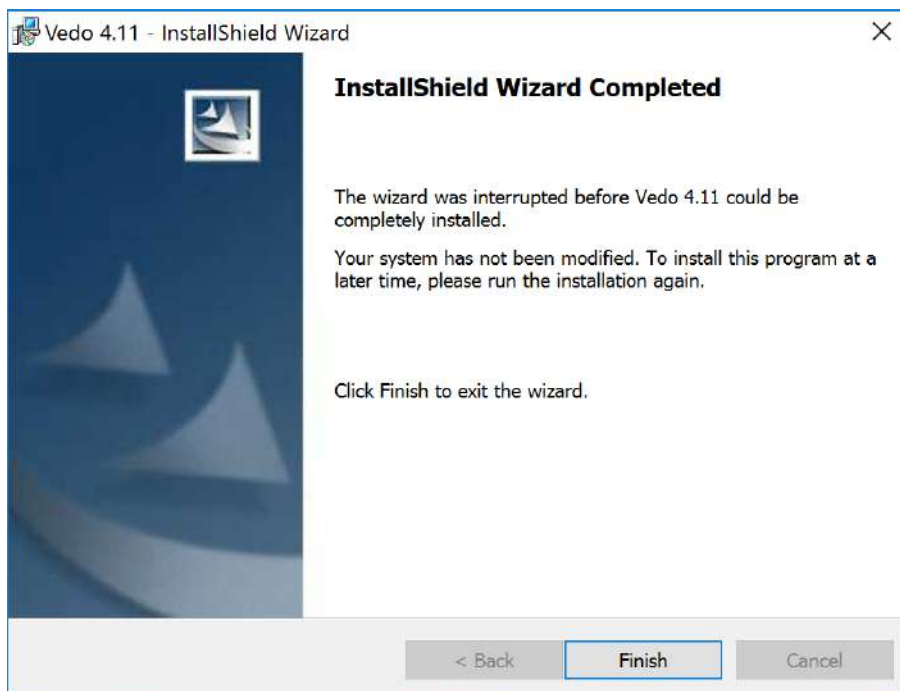 Vedo 4.11 - InstallShield Wizard
InstallShield Wizard Completed
The wizard was interrupted before Vedo 4.11 could be
completely installed.
Your system has not been modified. To install this program at a
later time, please run the installation again.
Click Finish to exit the wizard.
< Back
Finish
Cancel